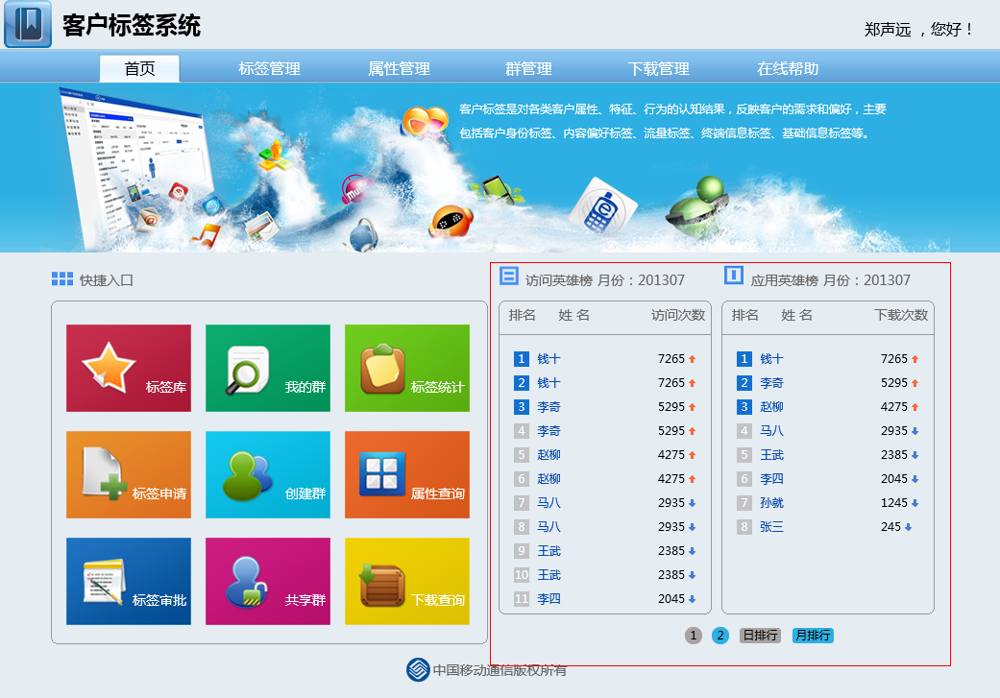 客户标签系统
郑声远 ，您好！
首页 标签管理 属性管理 群管理 下载管理 在线帮助
客户标签是对各类客户属性、特征、行为的认知结果，反映客户的需求和偏好，主要
包括客户身份标签、内容偏好标签、流量标签、终端信息标签、基础信息标签等。
Music
快捷入口
标签库 我的群 标签统计
标签申请 创建群 属性查询
标签审批 共享群 下载查询
访问英雄榜 月份：201307
排名 姓 名 访问次数
1 钱十 7265
2 钱十 7265
3 李奇 5295
4 李奇 5295
5 赵柳 4275
6 赵柳 4275
7 马八 2935
8 马八 2935
9 王武 2385
10 王武 2385
11 李四 2045
应用英雄榜 月份：201307
排名 姓 名 下载次数
1 钱十 7265
2 李奇 5295
3 赵柳 4275
4 马八 2935
5 王武 2385
6 李四 2045
7 孙就 1245
8 张三 245
1 2 日排行 月排行
中国移动通信版权所有